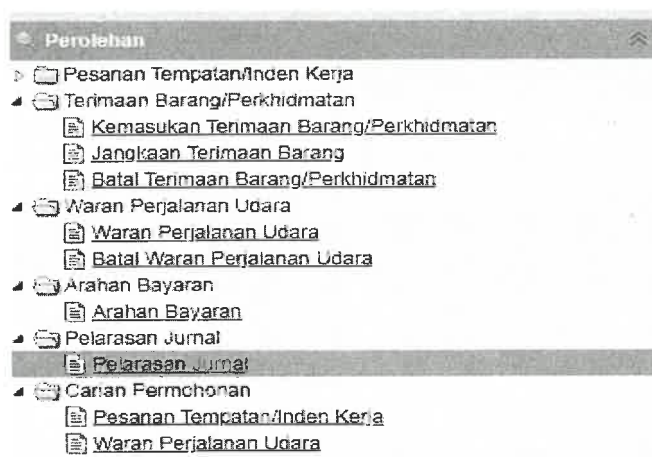 Perolehan
Pesanan Tempatan/Inden Kerja
Terimaan Barang/Perkhidmatan
Kemasukan Terimaan Barang/Perkhidmatan
Jangkaan Terimaan Barang
Batal Terimaan Barang/Perkhidmatan
Waran Perjalanan Udara
Waran Perjalanan Udara
Batal Waran Perjalanan Udara
Arahan Bayaran
Arahan Bayaran
Pelarasan Jurnal
Pelarasan Jurnal
Carian Permohonan
Pesanan Tempatan/Inden Kerja
Waran Perjalanan Udara